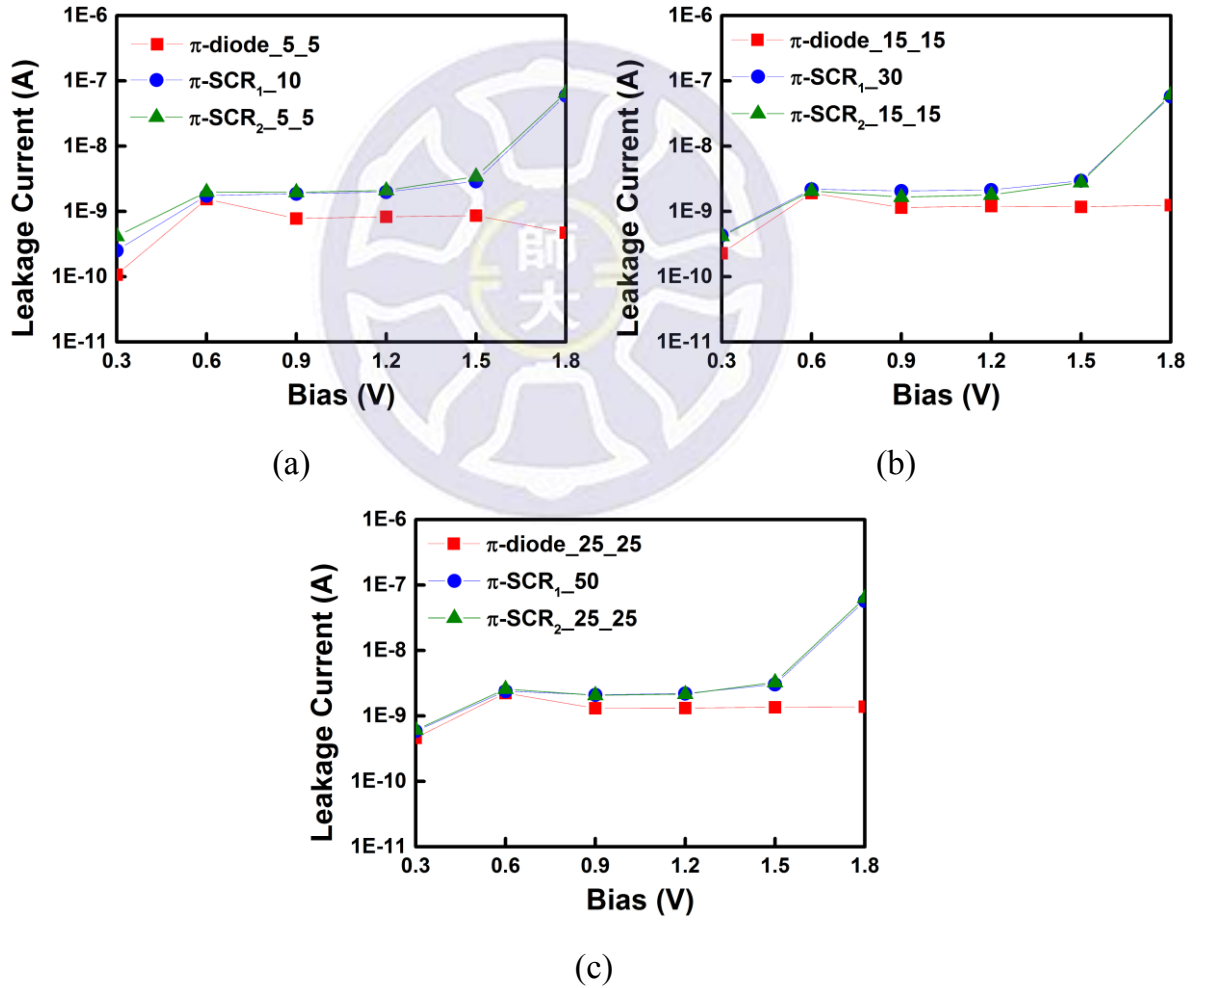 1E-6
1E-7
1E-8
1E-9
1E-10
1E-11
Leakage Current (A)
π-diode_5_5
π-SCR₁_10
π-SCR₂_5_5
0.3 0.6 0.9 1.2 1.5 1.8
Bias (V)
(a)
1E-6
1E-7
1E-8
1E-9
1E-10
1E-11
Leakage Current (A)
π-diode_15_15
π-SCR₁_30
π-SCR₂_15_15
0.3 0.6 0.9 1.2 1.5 1.8
Bias (V)
(b)
師
大
1E-6
1E-7
1E-8
1E-9
1E-10
1E-11
Leakage Current (A)
π-diode_25_25
π-SCR₁_50
π-SCR₂_25_25
0.3 0.6 0.9 1.2 1.5 1.8
Bias (V)
(c)